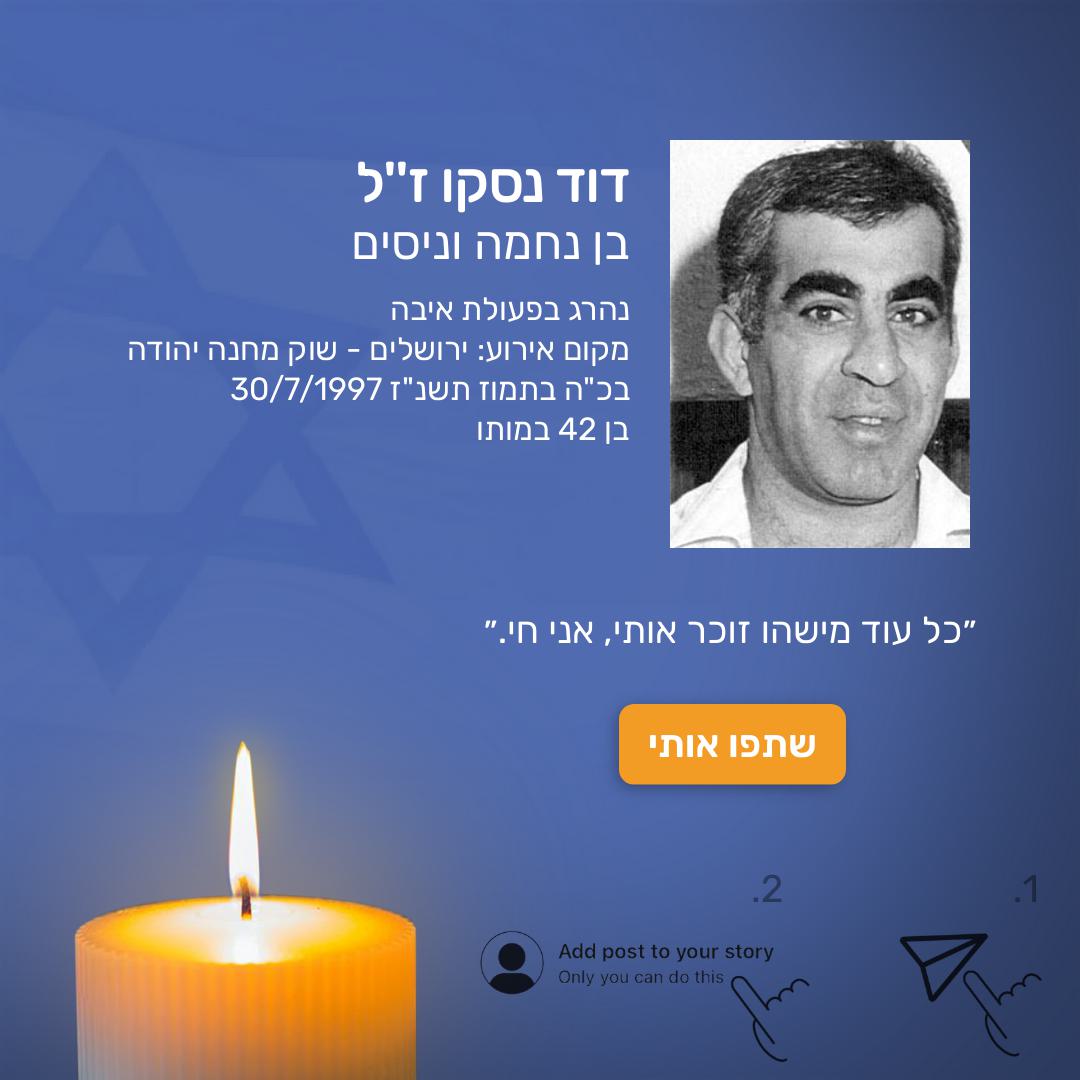 דוד נסקו ז"ל
בן נחמה וניסים
נהרג בפעולת איבה
מקום אירוע: ירושלים - שוק מחנה יהודה
בכ"ה בתמוז תשנ"ז 30/7/1997
בן 42 במותו
״כל עוד מישהו זוכר אותי, אני חי.״
שתפו אותי
1.
2.
Add post to your story
Only you can do this